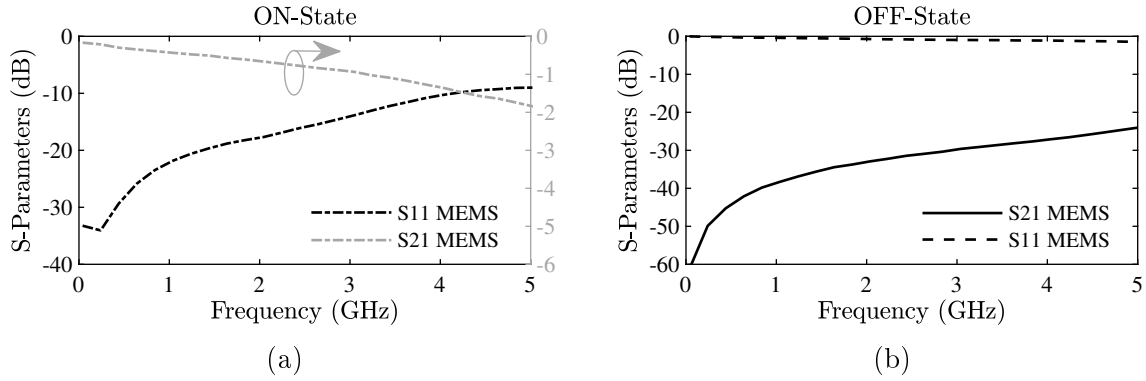 ON-State
S-Parameters (dB)
0
-10
-20
-30
-40
0
-1
-2
-3
-4
-5
-6
S11 MEMS
S21 MEMS
0 1 2 3 4 5
Frequency (GHz)
(a)
OFF-State
S-Parameters (dB)
0
-10
-20
-30
-40
-50
-60
S21 MEMS
S11 MEMS
0 1 2 3 4 5
Frequency (GHz)
(b)